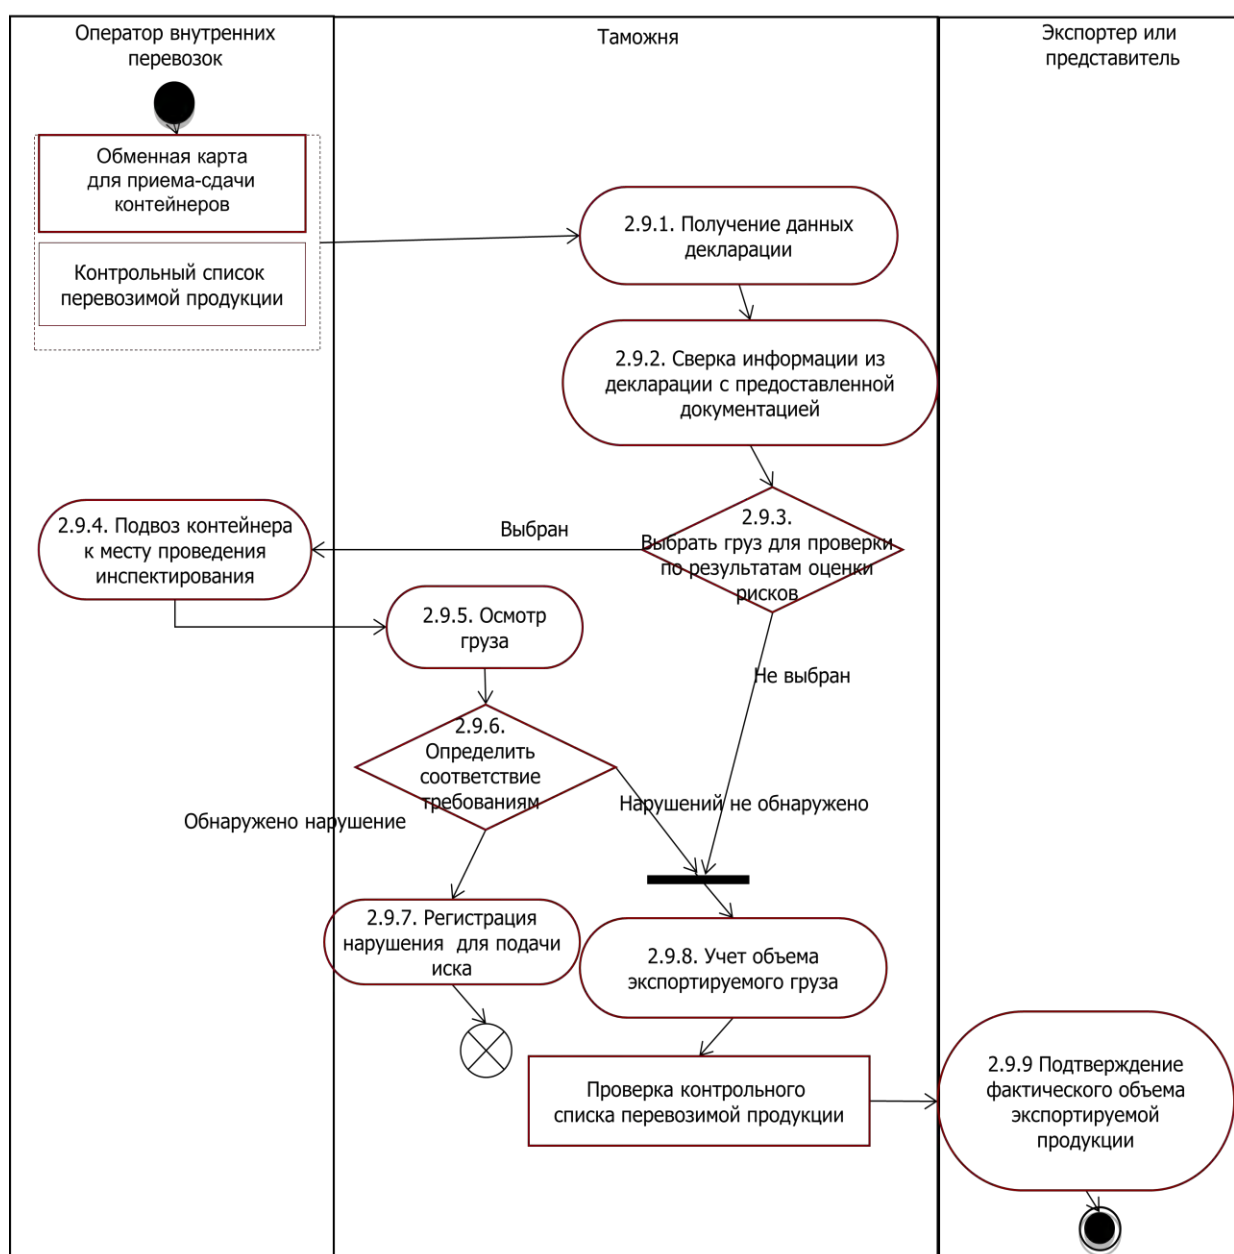 Оператор внутренних
перевозок
Таможня
Экспортер или
представитель
Обменная карта
для приема-сдачи
контейнеров
Контрольный список
перевозимой продукции
2.9.1. Получение данных
декларации
2.9.2. Сверка информации из
декларации с предоставленной
документацией
2.9.3.
Выбрать груз для проверки
по результатам оценки
рисков
Выбран
2.9.4. Подвоз контейнера
к месту проведения
инспектирования
2.9.5. Осмотр
груза
Не выбран
2.9.6.
Определить
соответствие
требованиям
Обнаружено нарушение
Нарушений не обнаружено
2.9.7. Регистрация
нарушения  для подачи
иска
2.9.8. Учет объема
экспортируемого груза
Проверка контрольного
списка перевозимой продукции
2.9.9 Подтверждение
фактического объема
экспортируемой
продукции